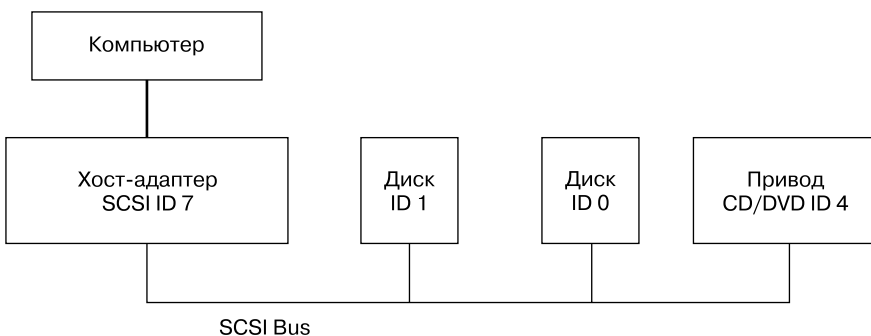 Компьютер
Хост-адаптер
SCSI ID 7
Диск
ID 1
Диск
ID 0
Привод
CD/DVD ID 4
SCSI Bus